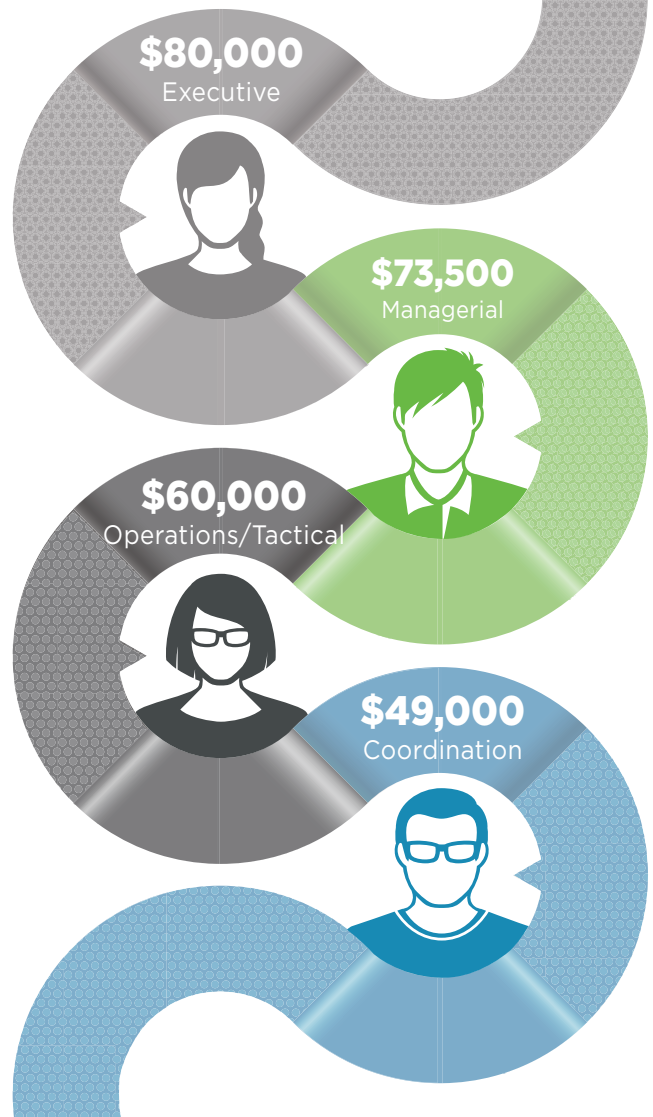 $80,000
Executive
$73,500
Managerial
$60,000
Operations/Tactical
$49,000
Coordination